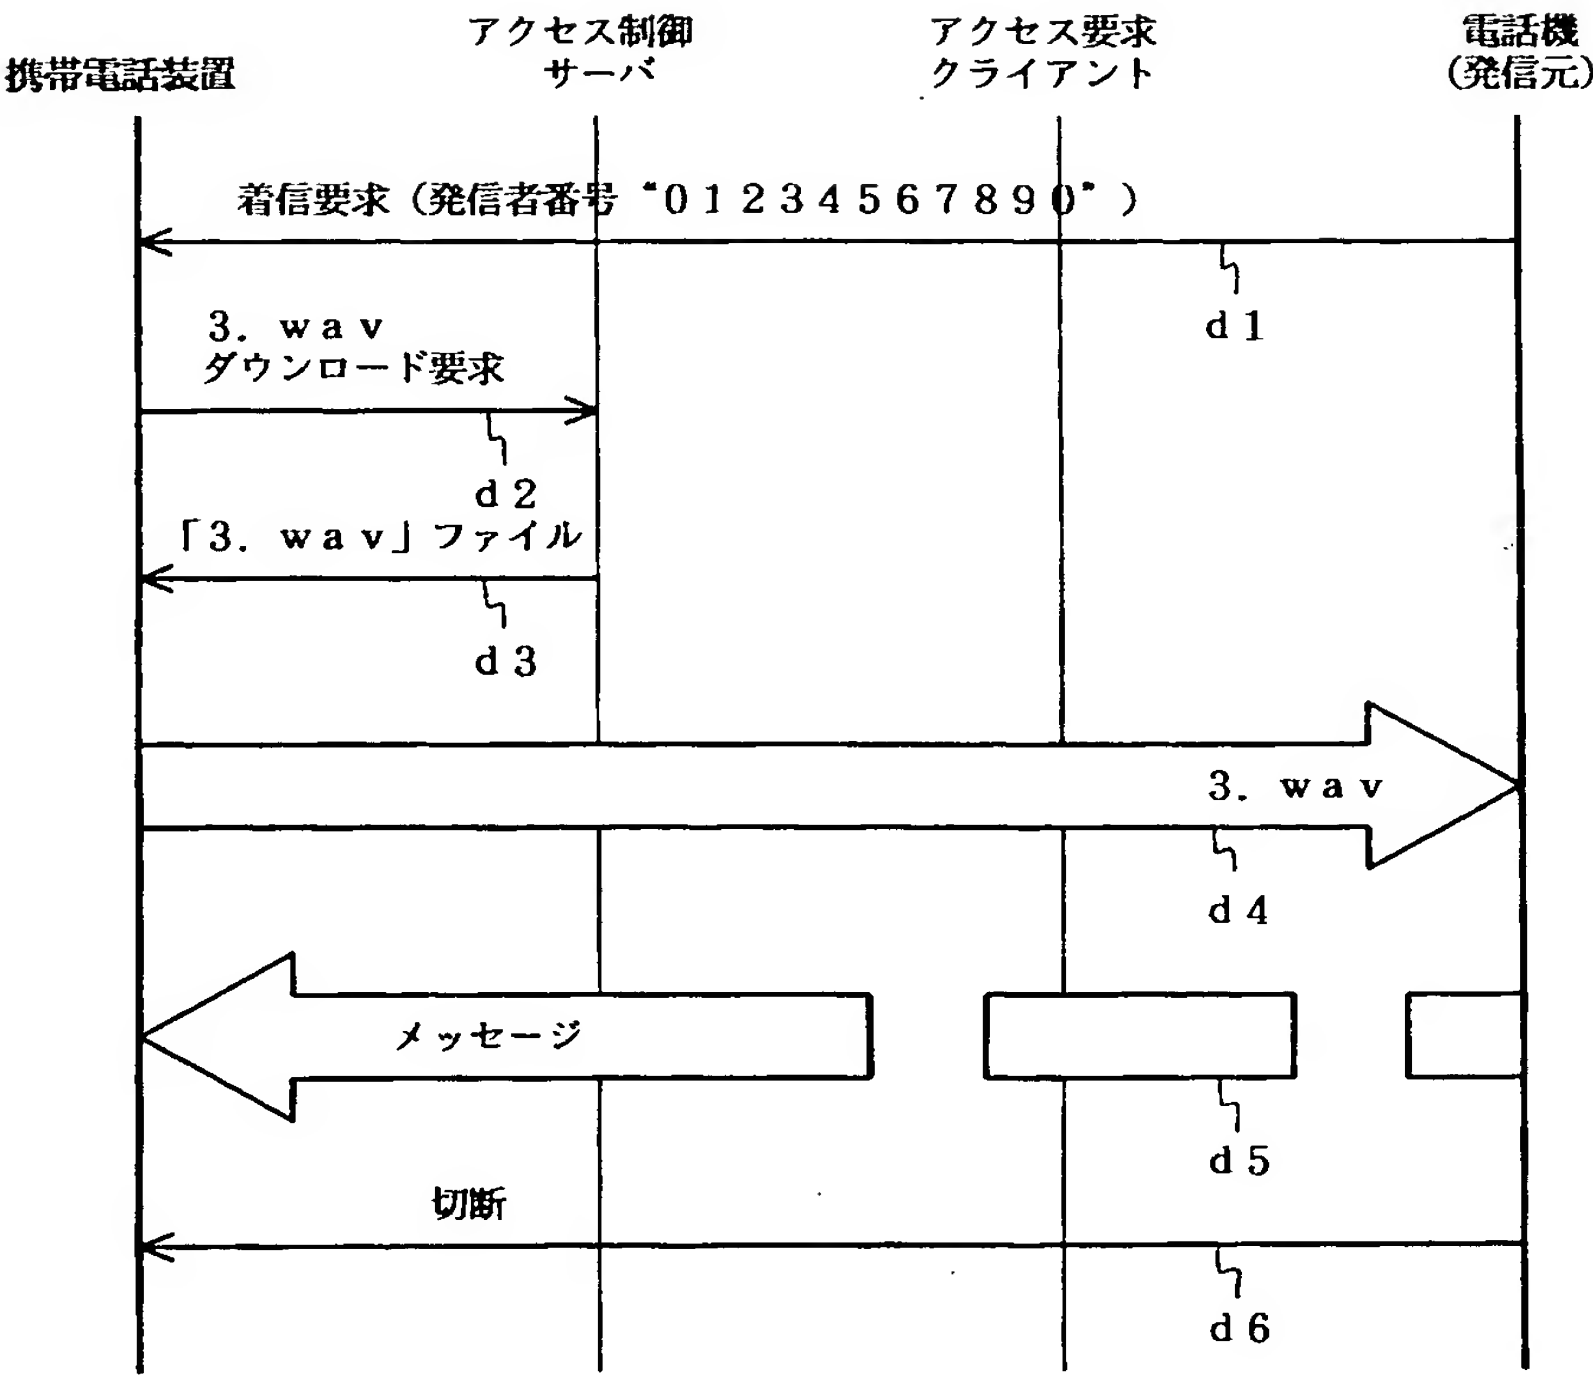 携帯電話装置
アクセス制御
サーバ
アクセス要求
クライアント
電話機
(発信元)
着信要求（発信者番号“01234567890”）
d1
3．wav
ダウンロード要求
d2
「3．wav」ファイル
d3
3．wav
d4
メッセージ
d5
切断
d6